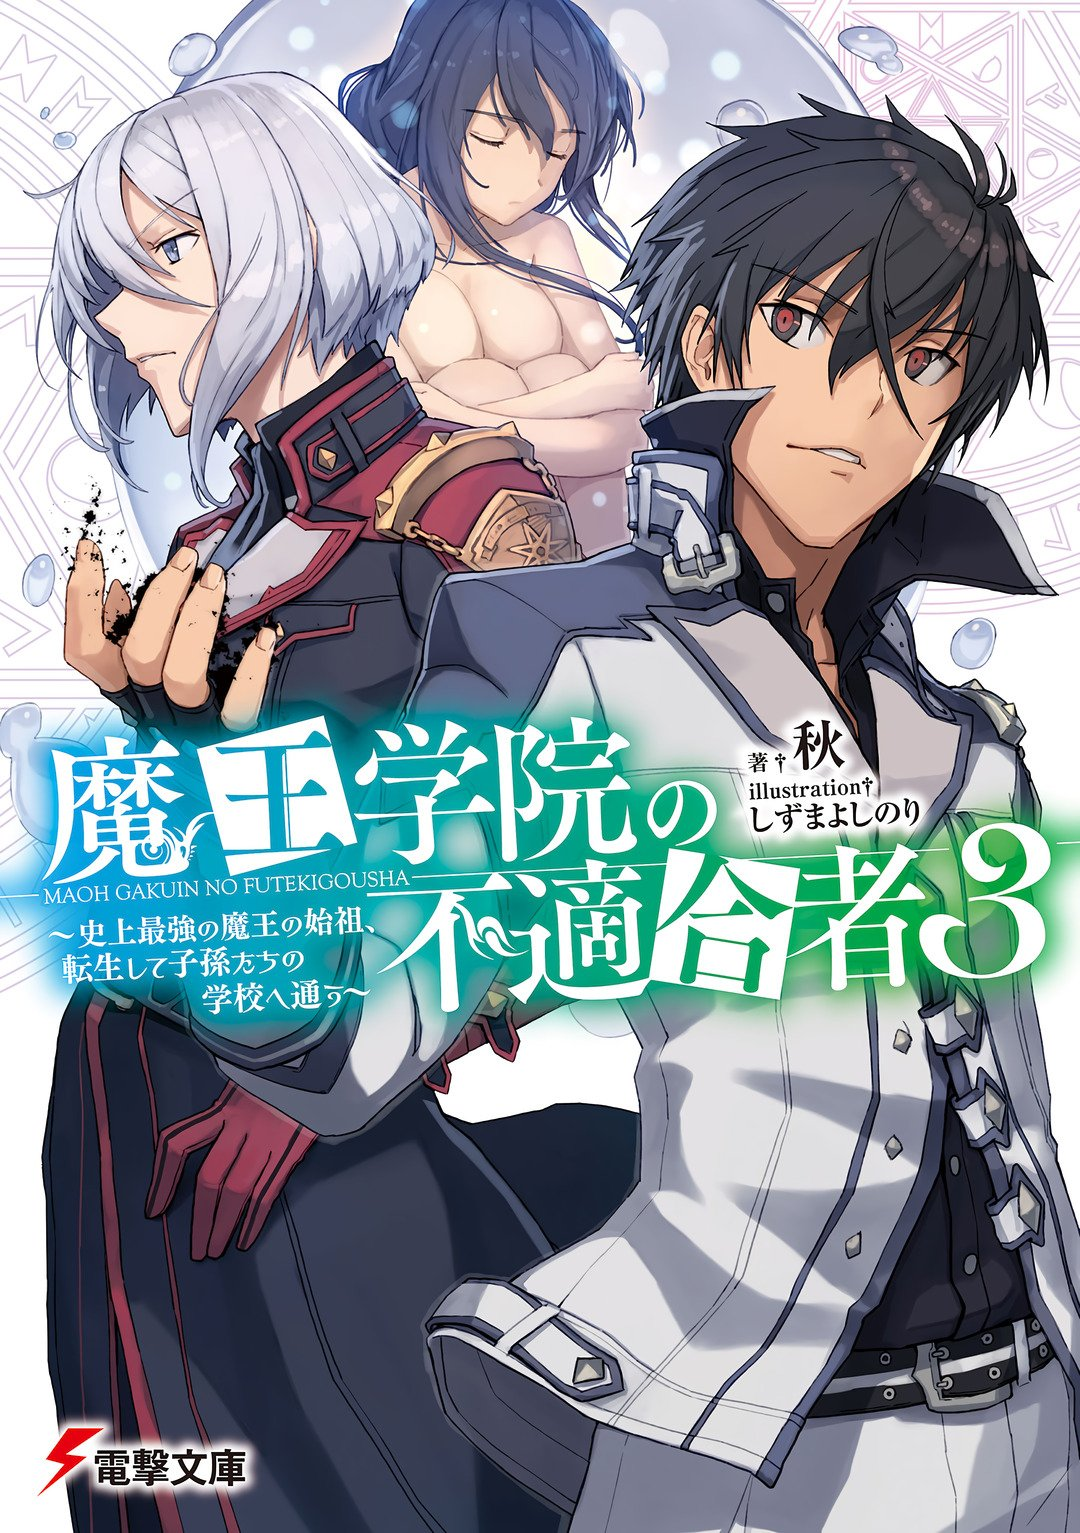 魔王学院の
不適合者3
MAOH GAKUIN NO FUTEKIGOUSHA
～史上最強の魔王の始祖、
転生して子孫たちの
学校へ通う～
著†秋
illustration†
しずまよしのり
電撃文庫